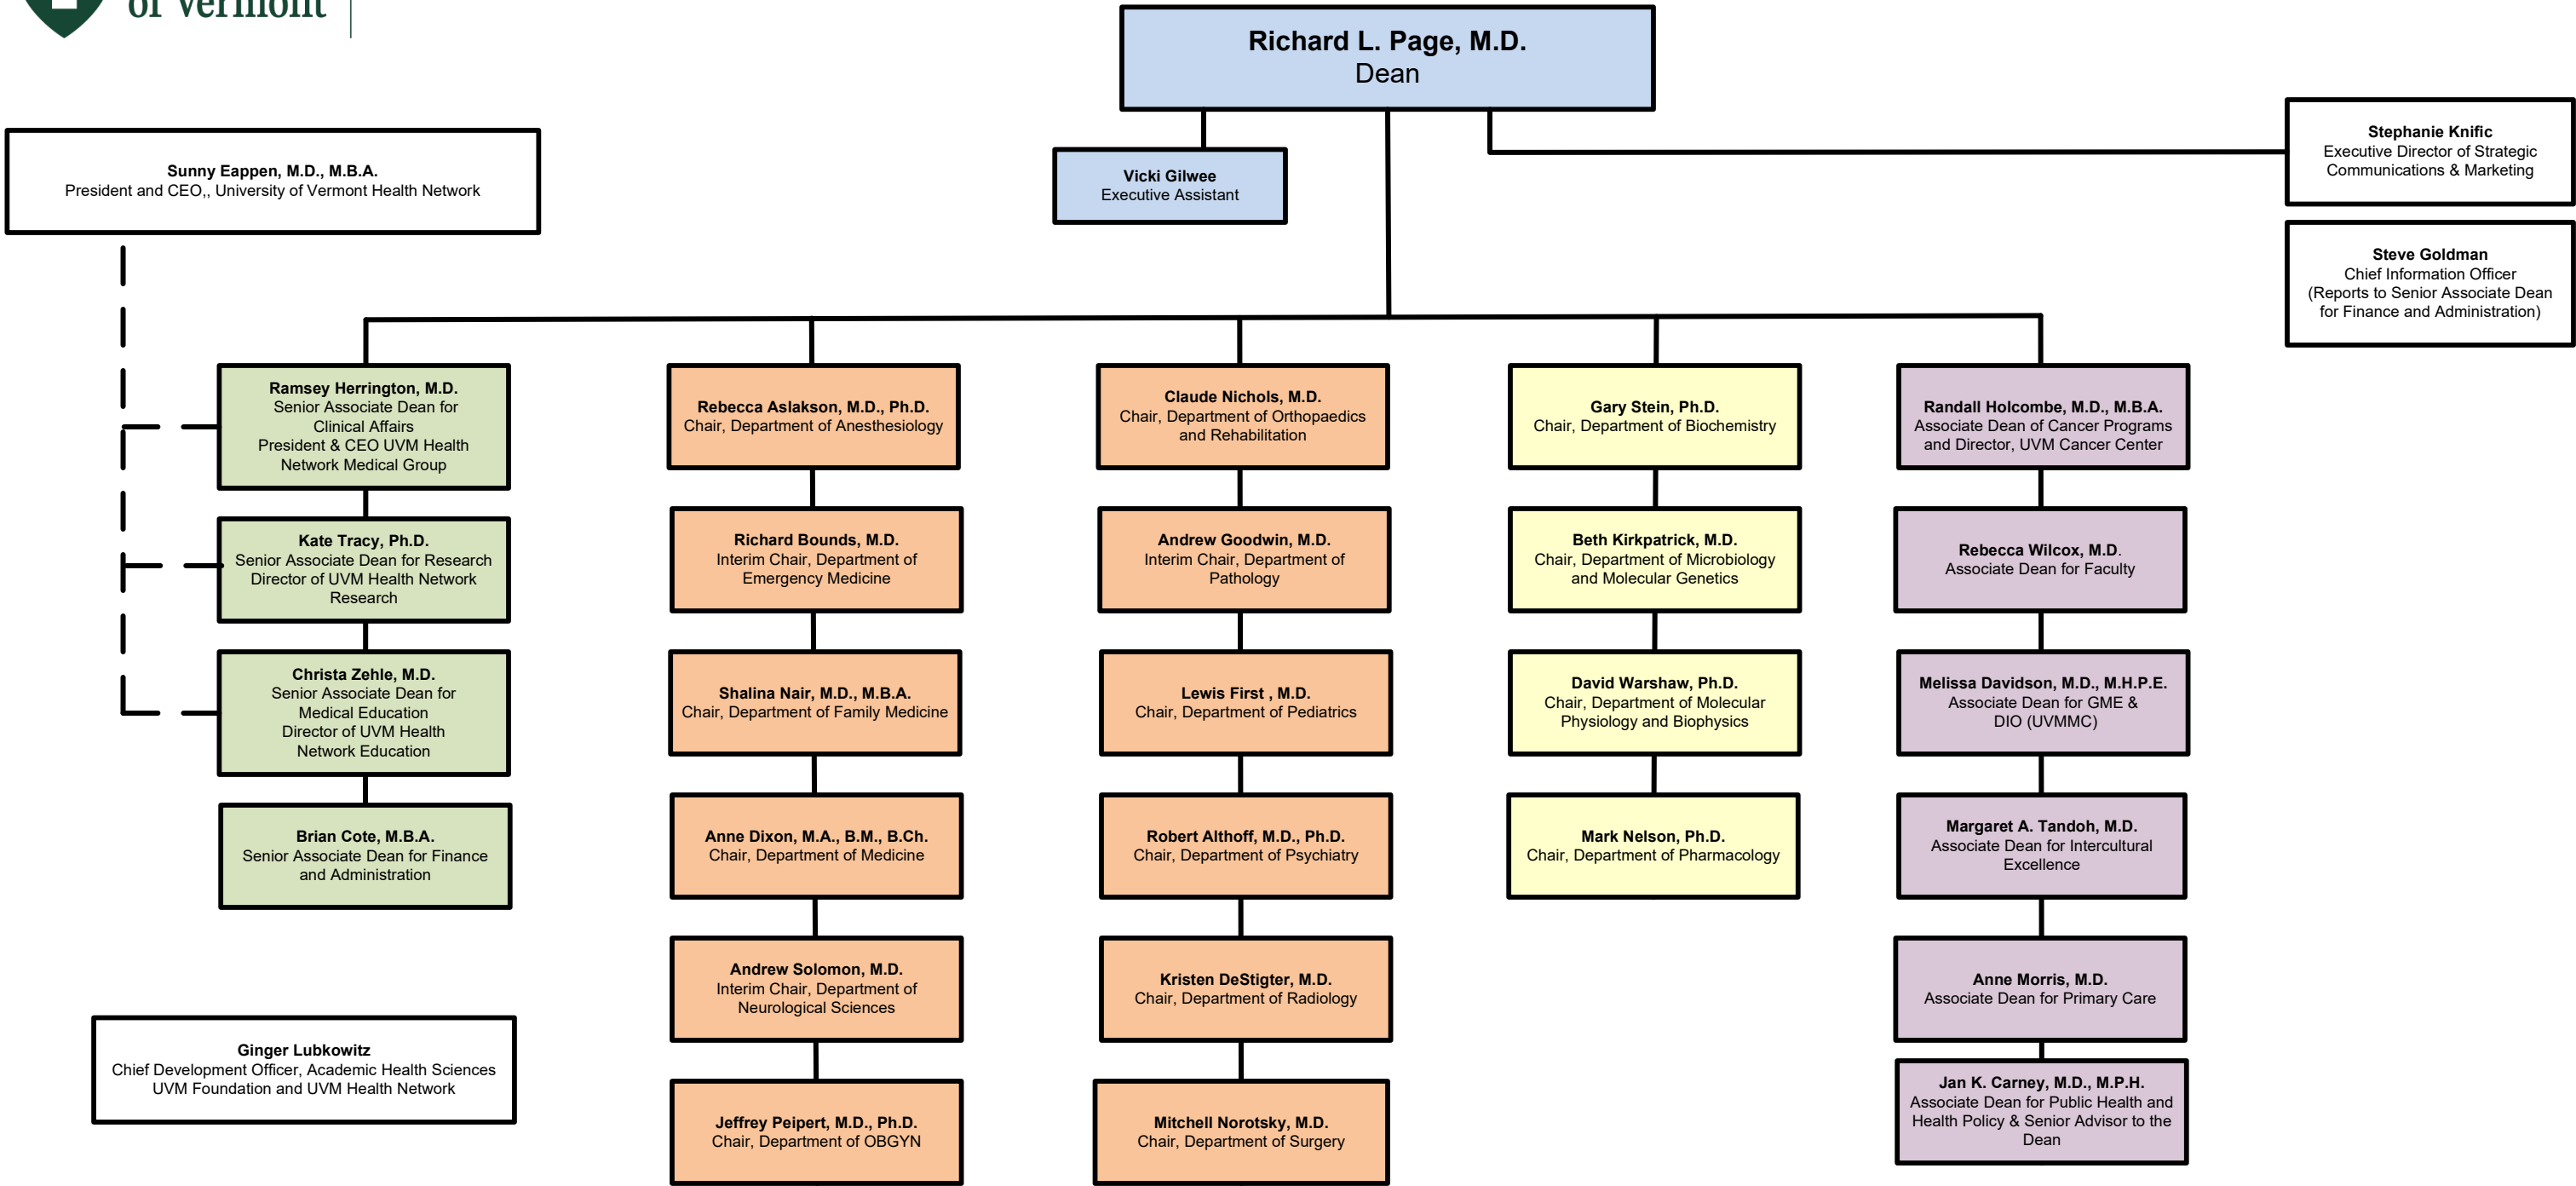 of Vermont
Richard L. Page, M.D.
Dean
Vicki Gilwee
Executive Assistant
Stephanie Knific
Executive Director of Strategic
Communications & Marketing
Steve Goldman
Chief Information Officer
(Reports to Senior Associate Dean
for Finance and Administration)
Sunny Eappen, M.D., M.B.A.
President and CEO,, University of Vermont Health Network
Ramsey Herrington, M.D.
Senior Associate Dean for
Clinical Affairs
President & CEO UVM Health
Network Medical Group
Kate Tracy, Ph.D.
Senior Associate Dean for Research
Director of UVM Health Network
Research
Christa Zehle, M.D.
Senior Associate Dean for
Medical Education
Director of UVM Health
Network Education
Brian Cote, M.B.A.
Senior Associate Dean for Finance
and Administration
Ginger Lubkowitz
Chief Development Officer, Academic Health Sciences
UVM Foundation and UVM Health Network
Rebecca Aslakson, M.D., Ph.D.
Chair, Department of Anesthesiology
Richard Bounds, M.D.
Interim Chair, Department of
Emergency Medicine
Shalina Nair, M.D., M.B.A.
Chair, Department of Family Medicine
Anne Dixon, M.A., B.M., B.Ch.
Chair, Department of Medicine
Andrew Solomon, M.D.
Interim Chair, Department of
Neurological Sciences
Jeffrey Peipert, M.D., Ph.D.
Chair, Department of OBGYN
Claude Nichols, M.D.
Chair, Department of Orthopaedics
and Rehabilitation
Andrew Goodwin, M.D.
Interim Chair, Department of
Pathology
Lewis First , M.D.
Chair, Department of Pediatrics
Robert Althoff, M.D., Ph.D.
Chair, Department of Psychiatry
Kristen DeStigter, M.D.
Chair, Department of Radiology
Mitchell Norotsky, M.D.
Chair, Department of Surgery
Gary Stein, Ph.D.
Chair, Department of Biochemistry
Beth Kirkpatrick, M.D.
Chair, Department of Microbiology
and Molecular Genetics
David Warshaw, Ph.D.
Chair, Department of Molecular
Physiology and Biophysics
Mark Nelson, Ph.D.
Chair, Department of Pharmacology
Randall Holcombe, M.D., M.B.A.
Associate Dean of Cancer Programs
and Director, UVM Cancer Center
Rebecca Wilcox, M.D.
Associate Dean for Faculty
Melissa Davidson, M.D., M.H.P.E.
Associate Dean for GME &
DIO (UVMMC)
Margaret A. Tandoh, M.D.
Associate Dean for Intercultural
Excellence
Anne Morris, M.D.
Associate Dean for Primary Care
Jan K. Carney, M.D., M.P.H.
Associate Dean for Public Health and
Health Policy & Senior Advisor to the
Dean